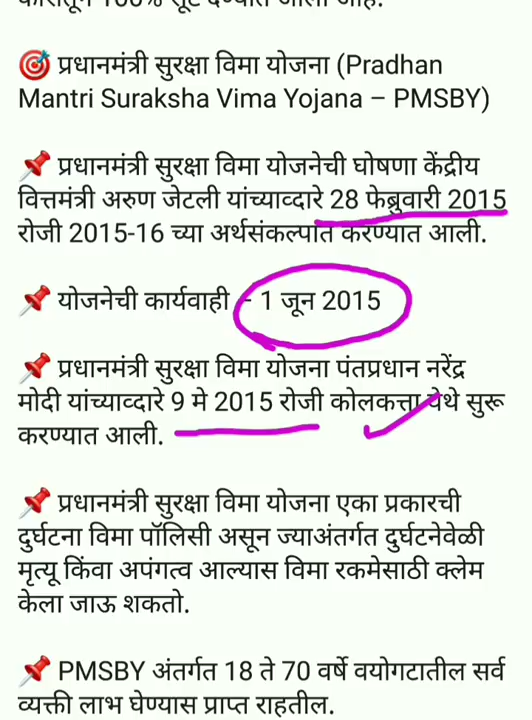 🎯 प्रधानमंत्री सुरक्षा विमा योजना (Pradhan
Mantri Suraksha Vima Yojana – PMSBY)
📌 प्रधानमंत्री सुरक्षा विमा योजनेची घोषणा केंद्रीय
वित्तमंत्री अरुण जेटली यांच्याव्दारे 28 फेब्रुवारी 2015
रोजी 2015-16 च्या अर्थसंकल्पात करण्यात आली.
📌 योजनेची कार्यवाही – 1 जून 2015
📌 प्रधानमंत्री सुरक्षा विमा योजना पंतप्रधान नरेंद्र
मोदी यांच्याव्दारे 9 मे 2015 रोजी कोलकत्ता येथे सुरू
करण्यात आली.
📌 प्रधानमंत्री सुरक्षा विमा योजना एका प्रकारची
दुर्घटना विमा पॉलिसी असून ज्याअंतर्गत दुर्घटनेवेळी
मृत्यू किंवा अपंगत्व आल्यास विमा रकमेसाठी क्लेम
केला जाऊ शकतो.
📌 PMSBY अंतर्गत 18 ते 70 वर्षे वयोगटातील सर्व
व्यक्ती लाभ घेण्यास प्राप्त राहतील.